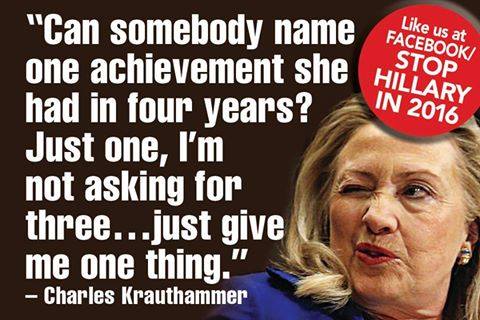 “Can somebody name
one achievement she
had in four years?
Just one, I’m
not asking for
three...just give
me one thing.”
– Charles Krauthammer
Like us at
FACEBOOK/
STOP
HILLARY
IN 2016